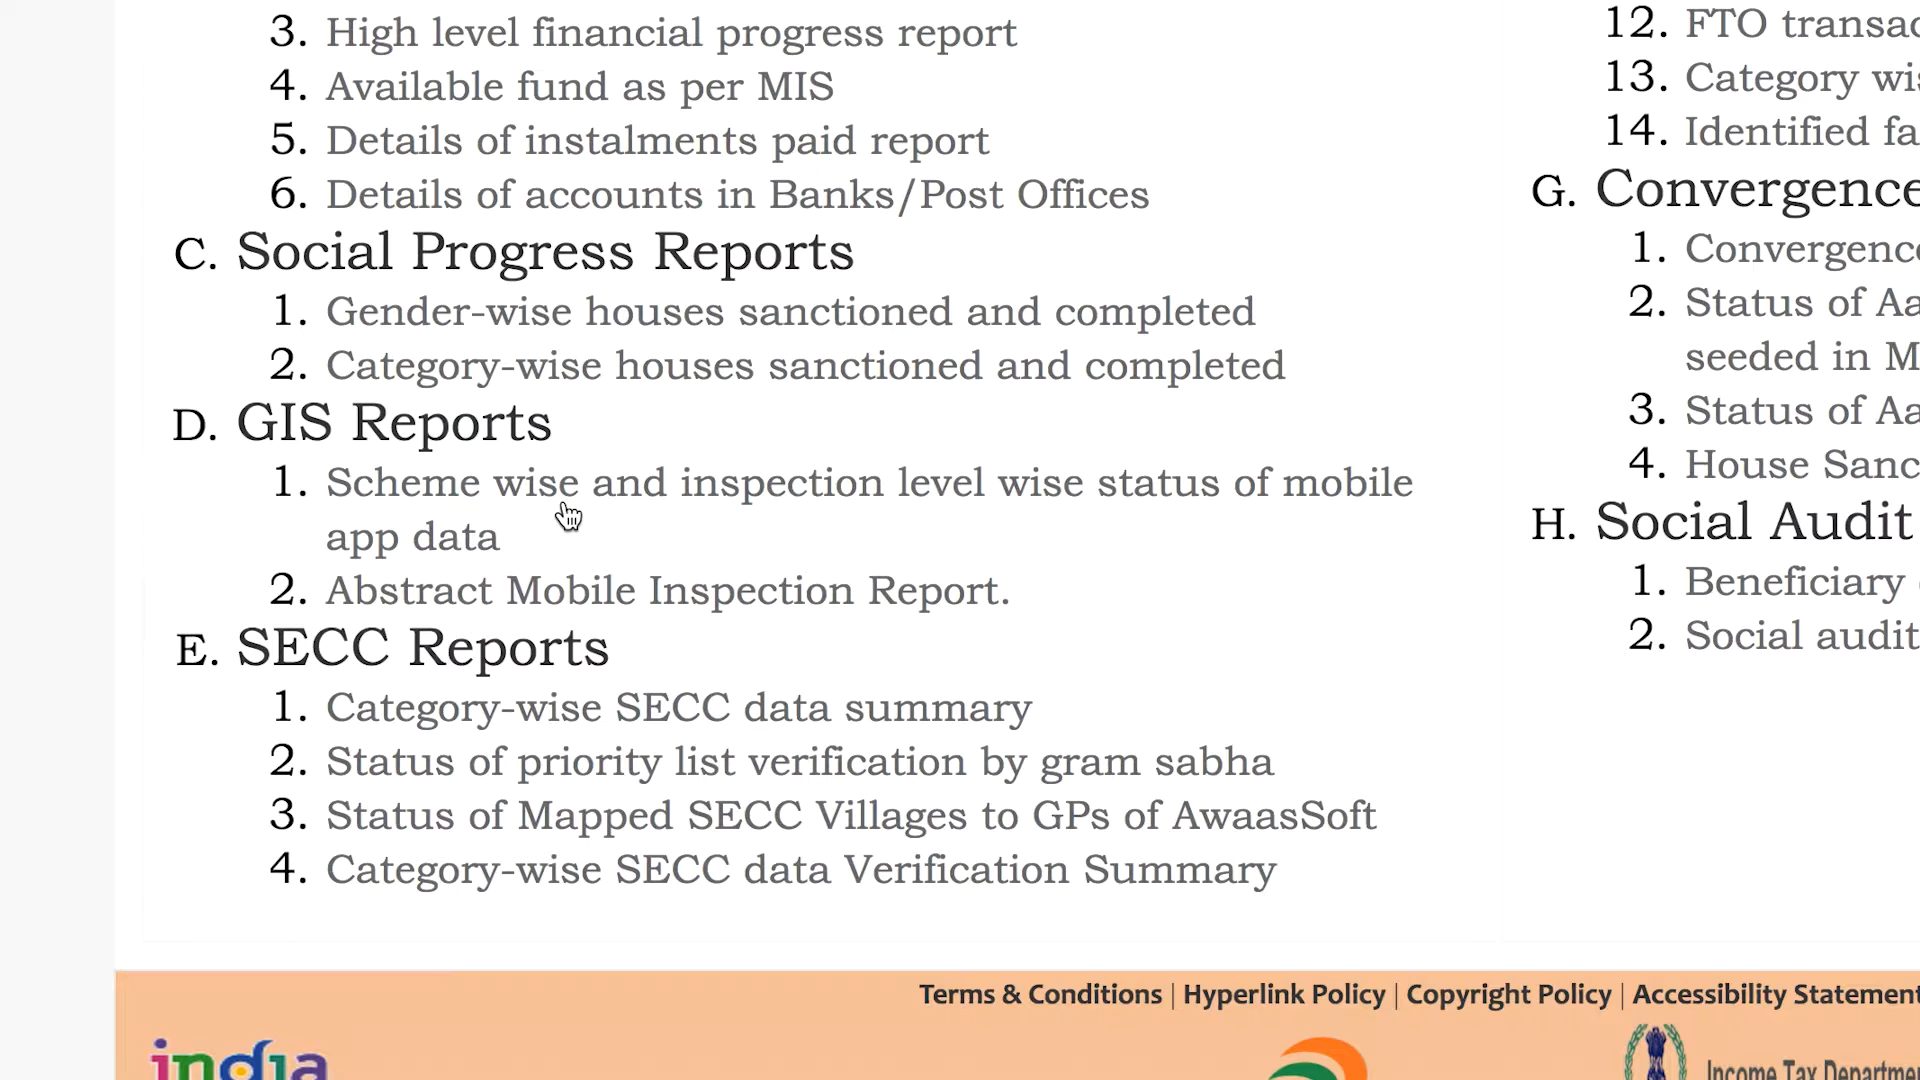 3. High level financial progress report
4. Available fund as per MIS
5. Details of instalments paid report
6. Details of accounts in Banks/Post Offices
C. Social Progress Reports
1. Gender-wise houses sanctioned and completed
2. Category-wise houses sanctioned and completed
D. GIS Reports
1. Scheme wise and inspection level wise status of mobile
app data
2. Abstract Mobile Inspection Report.
E. SECC Reports
1. Category-wise SECC data summary
2. Status of priority list verification by gram sabha
3. Status of Mapped SECC Villages to GPs of AwaasSoft
4. Category-wise SECC data Verification Summary
12. FTO
13. Category
14. Identified
G. Convergence
1. Convergence
2. Status of
seeded in
3. Status of
4. House
H. Social Audit
1. Beneficiary
2. Social audit
Terms & Conditions | Hyperlink Policy | Copyright Policy | Accessibility Statement
india
Income Tax